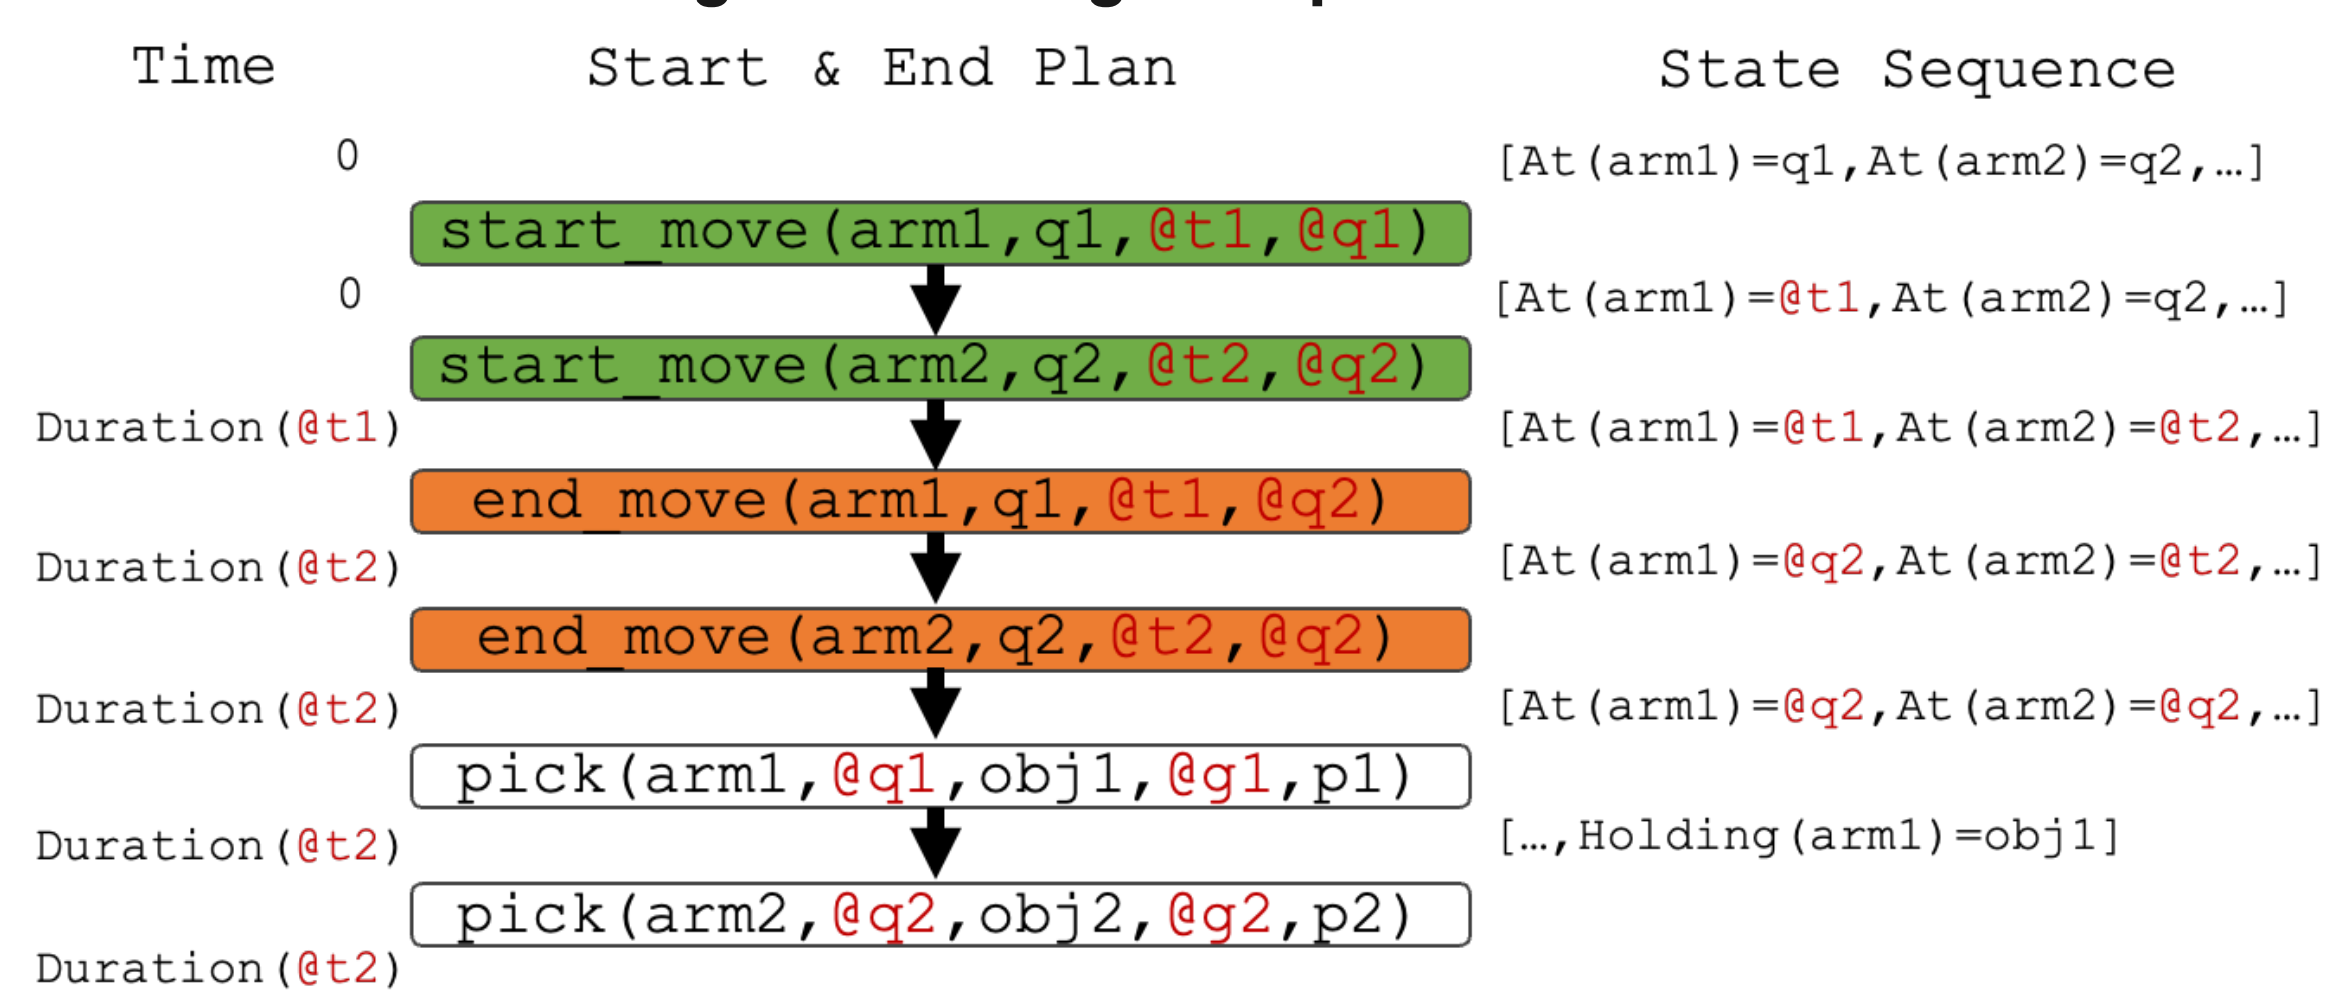 Time Start & End Plan State Sequence
0 [At(arm1)=q1,At(arm2)=q2,…]
start_move(arm1,q1,@t1,@q1)
0 [At(arm1)=@t1,At(arm2)=q2,…]
start_move(arm2,q2,@t2,@q2)
Duration(@t1) [At(arm1)=@t1,At(arm2)=@t2,…]
end_move(arm1,q1,@t1,@q2)
Duration(@t2) [At(arm1)=@q2,At(arm2)=@t2,…]
end_move(arm2,q2,@t2,@q2)
Duration(@t2) [At(arm1)=@q2,At(arm2)=@q2,…]
pick(arm1,@q1,obj1,@g1,p1)
Duration(@t2) […,Holding(arm1)=obj1]
pick(arm2,@q2,obj2,@g2,p2)
Duration(@t2)